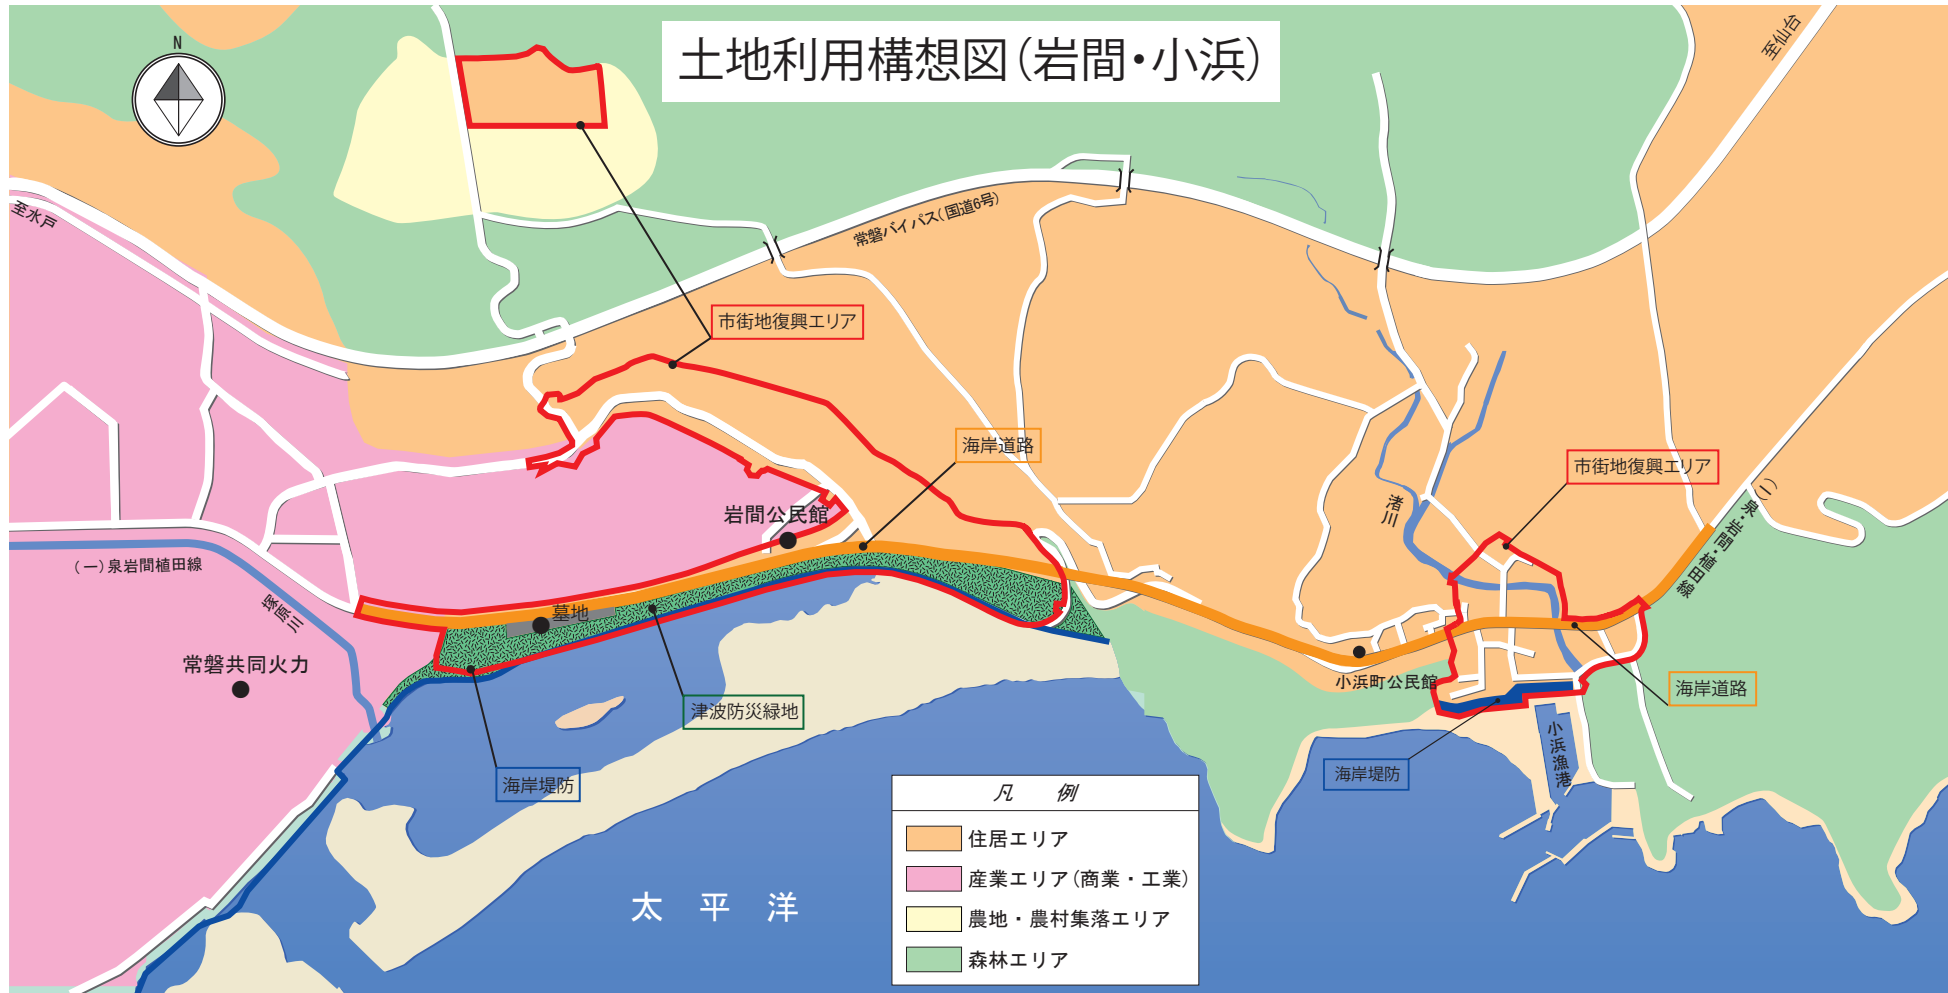 土地利用構想図(岩間・小浜)
N
至仙台
至水戸
常磐バイパス(国道6号)
市街地復興エリア
海岸道路
市街地復興エリア
渚川
(一)泉・岩間・植田線
岩間公民館
(一)泉岩間植田線
塚原川
墓地
常磐共同火力
小浜町公民館
海岸道路
津波防災緑地
海岸堤防
海岸堤防
小浜漁港
太平洋
凡 例
住居エリア
産業エリア(商業・工業)
農地・農村集落エリア
森林エリア